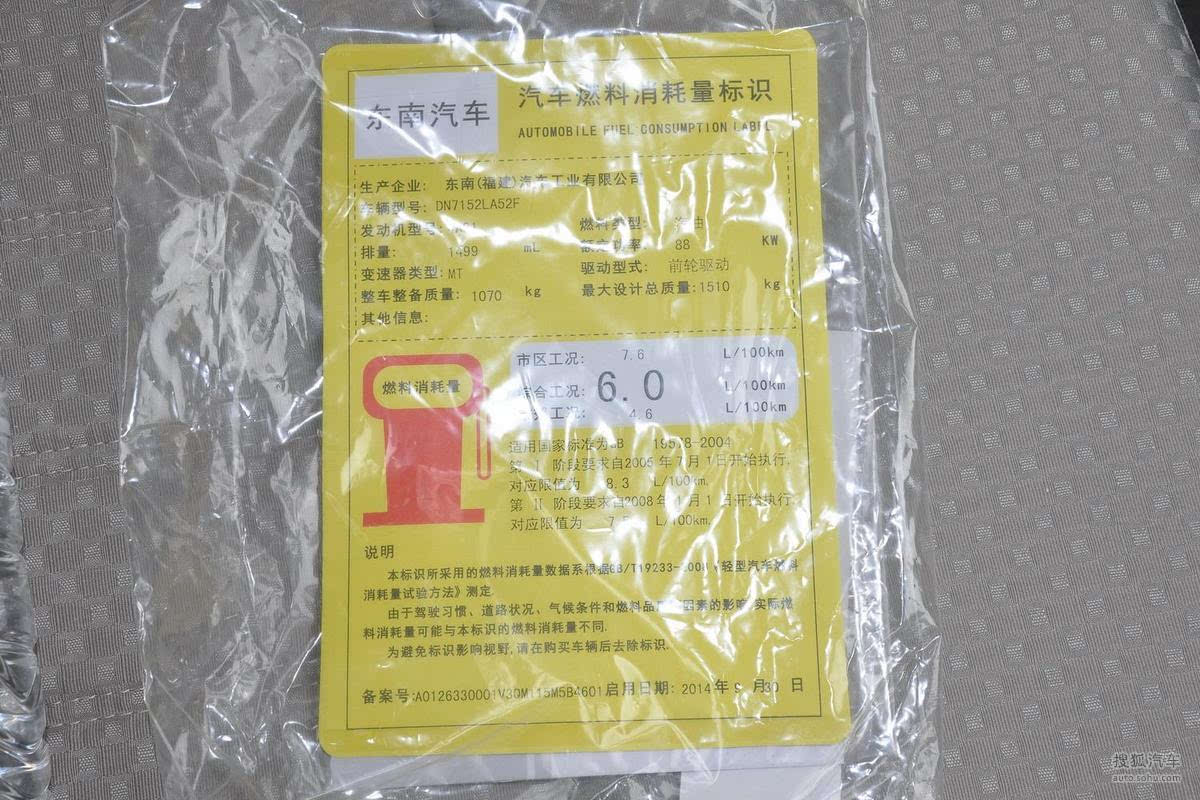 东南汽车
汽车燃料消耗量标识
AUTOMOBILE FUEL CONSUMPTION LABEL
生产企业: 东南(福建)汽车工业有限公司
车辆型号: DN7152LA52F
发动机型号: 燃料类型: 汽油
排量: 1499 mL 额定功率: 88 KW
变速器类型: MT 驱动型式: 前轮驱动
整车整备质量: 1070 kg 最大设计总质量: 1510 kg
其他信息:
燃料消耗量
市区工况: 7.6 L/100km
综合工况: 6.0 L/100km
工况: 4.6 L/100km
适用国家标准为GB 19578-2004
第 I 阶段要求自2005 年 7 月 1日开始执行,
对应限值为 8.3 L/100km.
第 II 阶段要求自2008 年 1 月 1 日开始执行,
对应限值为 L/100km.
说明
本标识所采用的燃料消耗量数据系根据GB/T19233-2008《轻型汽车燃料
消耗量试验方法》测定.
由于驾驶习惯、道路状况、气候条件和燃料品质 因素的影响,实际燃
料消耗量可能与本标识的燃料消耗量不同.
为避免标识影响视野,请在购买车辆后去除标识.
备案号: 启用日期: 2014 年 9 月 30 日
搜狐汽车
auto.sohu.com